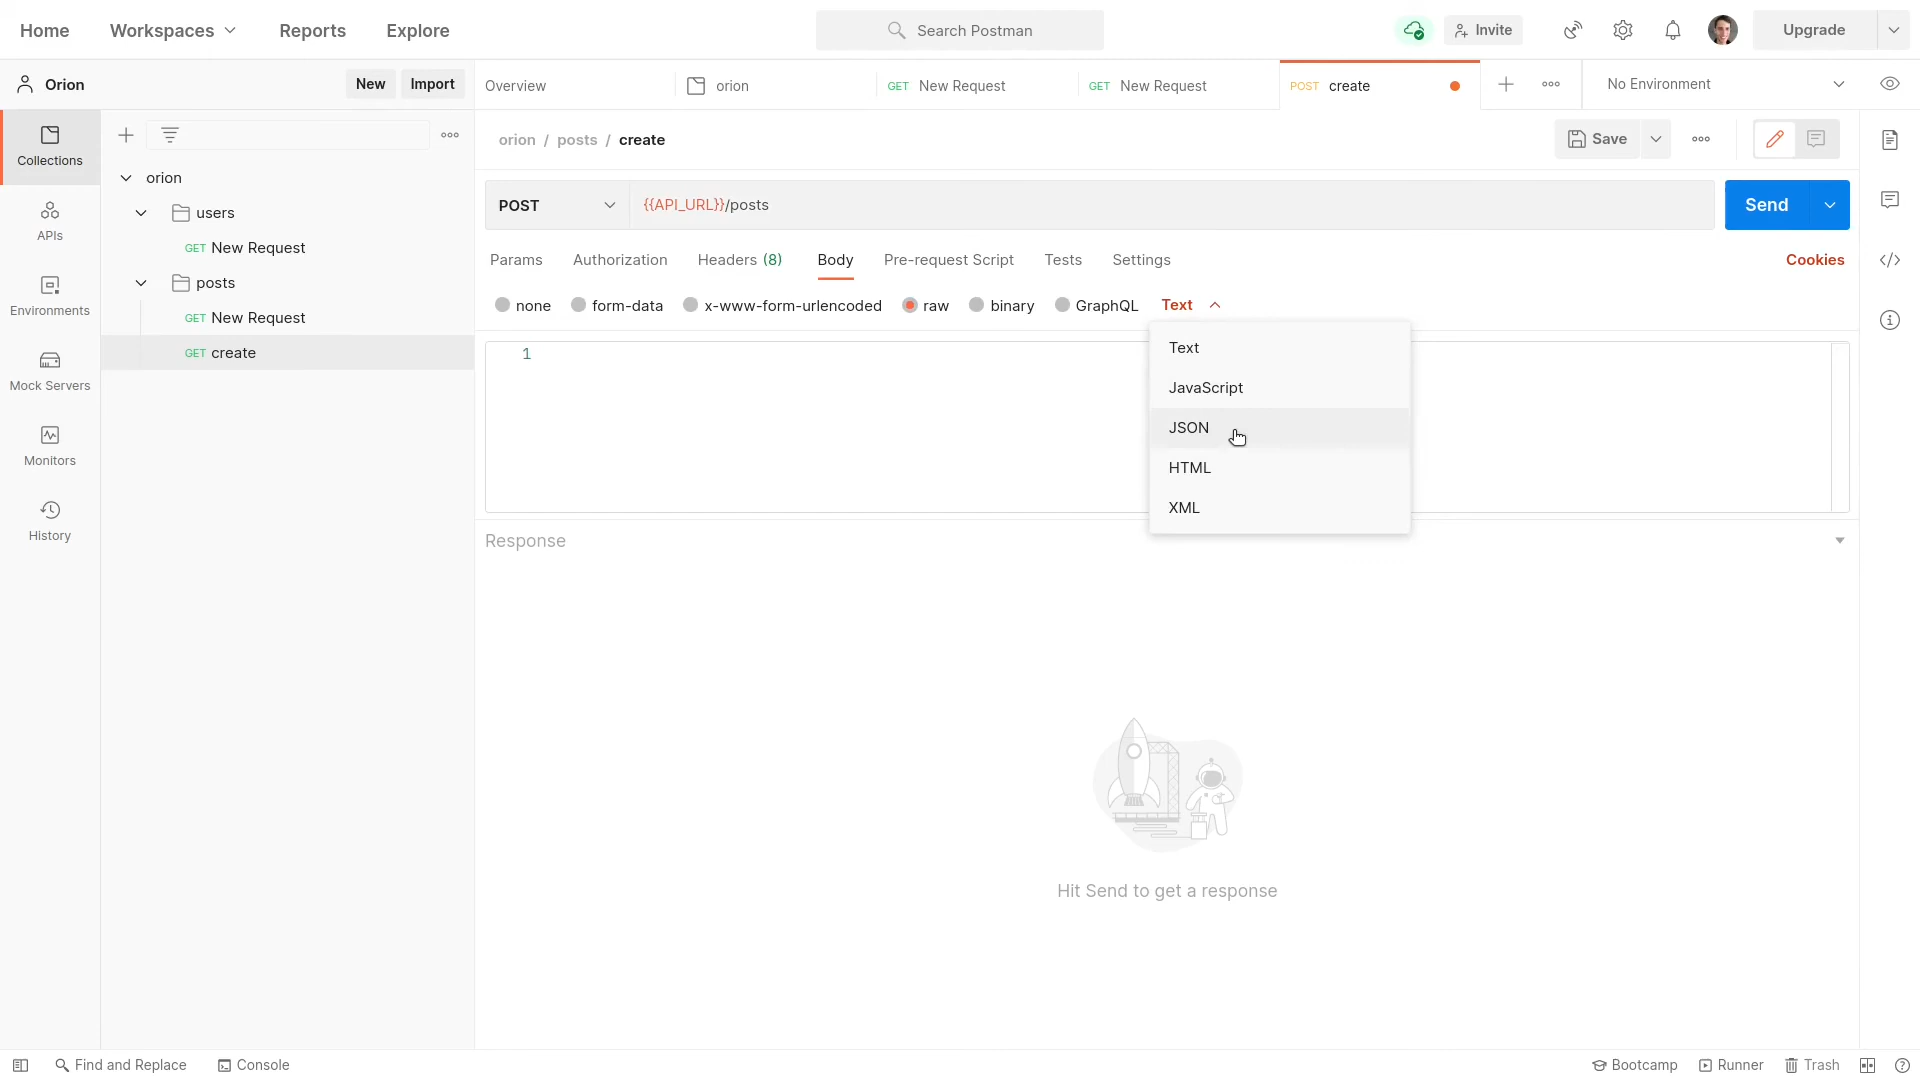 Home Workspaces Reports Explore Search Postman Invite Upgrade
Orion New Import Overview orion GET New Request GET New Request POST create No Environment
Collections
APIs
Environments
Mock Servers
Monitors
History
orion
users
GET New Request
posts
GET New Request
GET create
orion / posts / create Save
POST {{API_URL}}/posts Send
Params Authorization Headers (8) Body Pre-request Script Tests Settings Cookies
none form-data x-www-form-urlencoded raw binary GraphQL Text
1
Text
JavaScript
JSON
HTML
XML
Response
Hit Send to get a response
Find and Replace Console Bootcamp Runner Trash